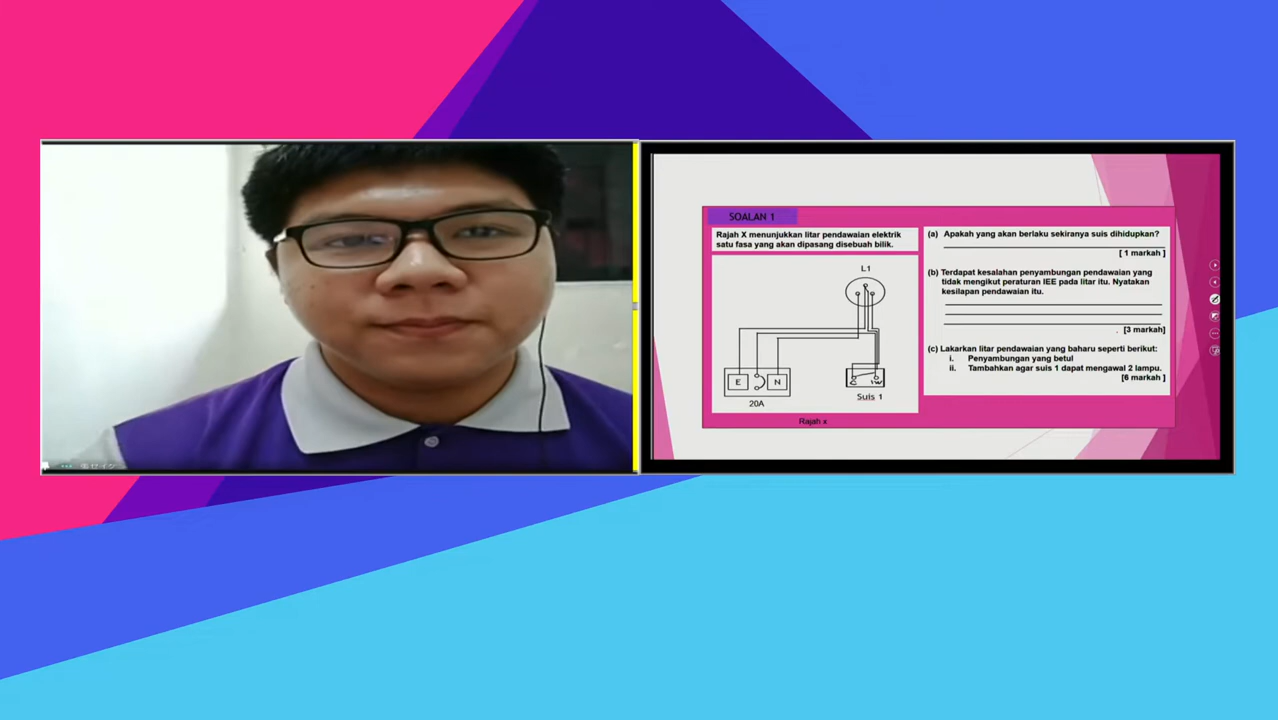 SOALAN 1
Rajah X menunjukkan litar pendawaian elektrik
satu fasa yang akan dipasang disebuah bilik.
L1
E
N
20A
Suis 1
Rajah x
(a) Apakah yang akan berlaku sekiranya suis dihidupkan?
[ 1 markah ]
(b) Terdapat kesalahan penyambungan pendawaian yang
tidak mengikut peraturan IEE pada litar itu. Nyatakan
kesilapan pendawaian itu.
. [3 markah]
(c) Lakarkan litar pendawaian yang baharu seperti berikut:
i. Penyambungan yang betul
ii. Tambahkan agar suis 1 dapat mengawal 2 lampu.
[6 markah ]